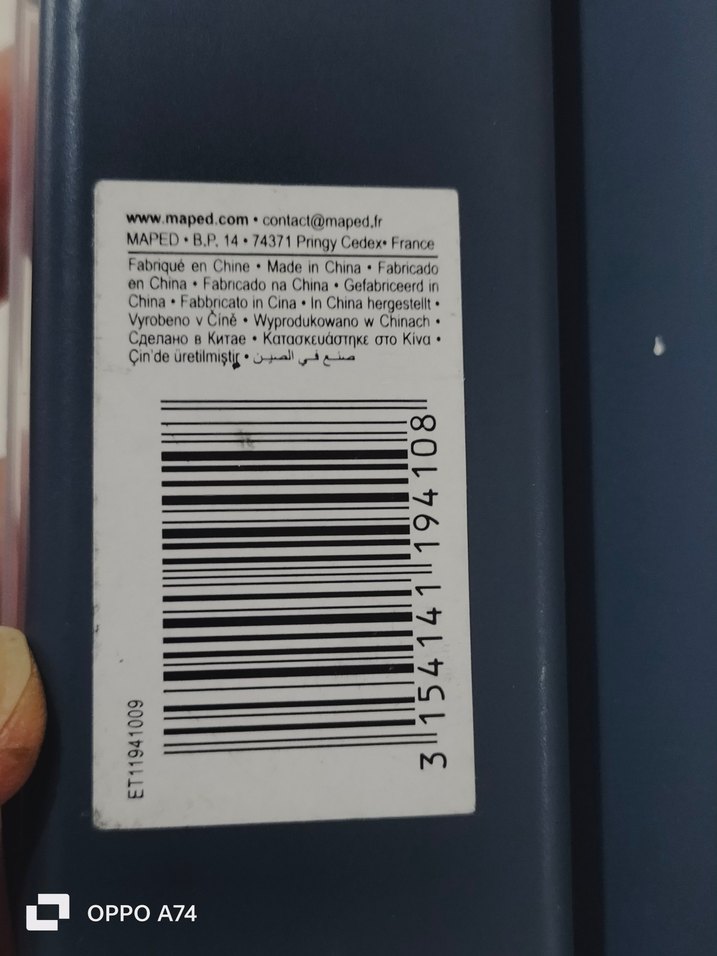 www.maped.com • contact@maped.fr
MAPED • B.P. 14 • 74371 Pringy Cedex• France
Fabriqué en Chine • Made in China • Fabricado
en China • Fabricado na China • Gefabriceerd in
China • Fabbricato in Cina • In China hergestellt •
Vyrobeno v Číně • Wyprodukowano w Chinach •
Сделано в Китае • Κατασκευάστηκε στο Κίνα •
Çin'de üretilmiştir • صنع في الصين
3 154141 194108
ET11941009
OPPO A74